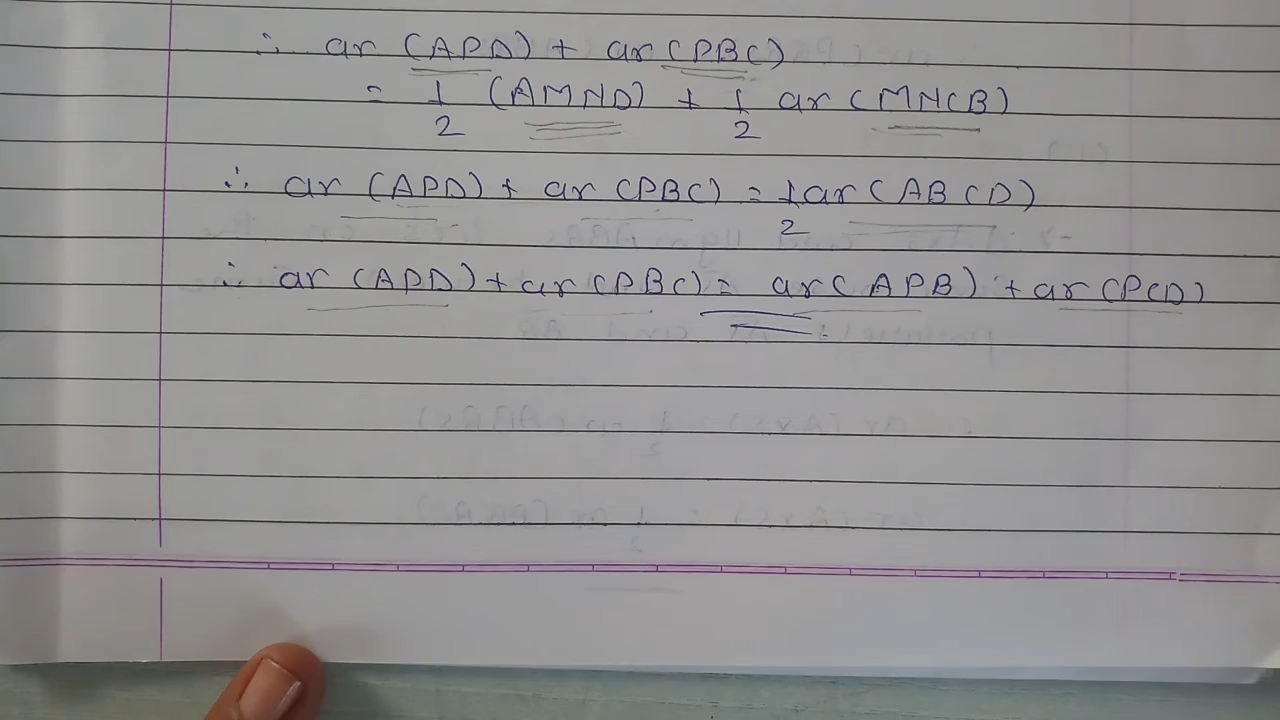 ∴ ar (APD) + ar (PBC)
= 1/2 (AMND) + 1/2 ar (MNCB)
∴ ar (APD) + ar (PBC) = 1/2 ar (ABCD)
∴ ar (APD) + ar (PBC) = ar (APB) + ar (PCD)